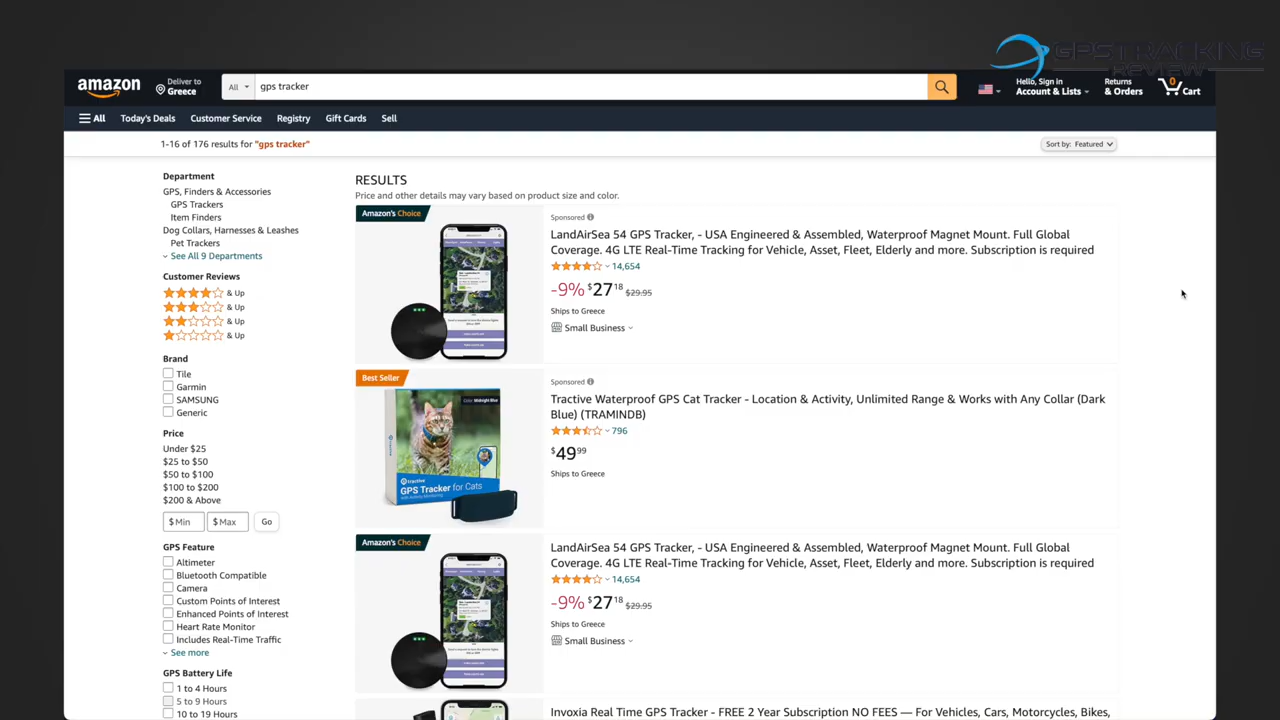 GPSTRACKING
REVIEW
amazon
Deliver to
Greece
All
gps tracker
Hello, Sign in
Account & Lists
Returns
& Orders
0
Cart
All
Today's Deals
Customer Service
Registry
Gift Cards
Sell
1-16 of 176 results for "gps tracker"
Sort by: Featured
Department
GPS, Finders & Accessories
GPS Trackers
Item Finders
Dog Collars, Harnesses & Leashes
Pet Trackers
See All 9 Departments
Customer Reviews
& Up
& Up
& Up
& Up
Brand
Tile
Garmin
SAMSUNG
Generic
Price
Under $25
$25 to $50
$50 to $100
$100 to $200
$200 & Above
$ Min
$ Max
Go
GPS Feature
Altimeter
Bluetooth Compatible
Camera
Custom Points of Interest
Enhanced Points of Interest
Heart Rate Monitor
Includes Real-Time Traffic
See more
GPS Battery Life
1 to 4 Hours
5 to 9 Hours
10 to 19 Hours
RESULTS
Price and other details may vary based on product size and color.
Amazon's Choice
Sponsored
LandAirSea 54 GPS Tracker, - USA Engineered & Assembled, Waterproof Magnet Mount. Full Global
Coverage. 4G LTE Real-Time Tracking for Vehicle, Asset, Fleet, Elderly and more. Subscription is required
14,654
-9% $27 18 $29.95
Ships to Greece
Small Business
Best Seller
Color: Midnight Blue
tractive
GPS Tracker for Cats
Sponsored
Tractive Waterproof GPS Cat Tracker - Location & Activity, Unlimited Range & Works with Any Collar (Dark
Blue) (TRAMINDB)
796
$49 99
Ships to Greece
Amazon's Choice
LandAirSea 54 GPS Tracker, - USA Engineered & Assembled, Waterproof Magnet Mount. Full Global
Coverage. 4G LTE Real-Time Tracking for Vehicle, Asset, Fleet, Elderly and more. Subscription is required
14,654
-9% $27 18 $29.95
Ships to Greece
Small Business
Invoxia Real Time GPS Tracker - FREE 2 Year Subscription NO FEES — For Vehicles, Cars, Motorcycles, Bikes,